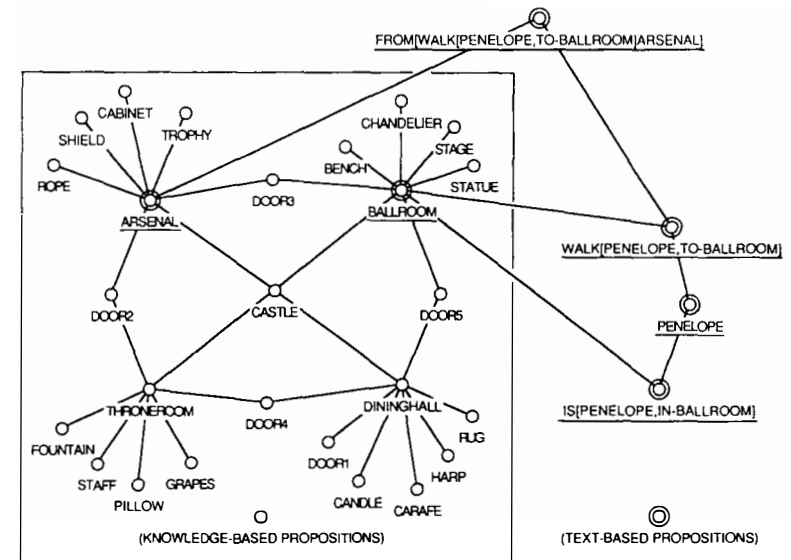 FROM[WALK[PENELOPE,TO-BALLROOM]ARSENAL]
CABINET
CHANDELIER
SHIELD
TROPHY
STAGE
BENCH
ROPE
STATUE
DOOR3
ARSENAL
BALLROOM
WALK[PENELOPE,TO-BALLROOM]
DOOR2
CASTLE
DOOR5
PENELOPE
THRONEROOM
DININGHALL
IS[PENELOPE,IN-BALLROOM]
DOOR4
RUG
FOUNTAIN
DOOR1
HARP
STAFF
GRAPES
PILLOW
CANDLE
CARAFE
(KNOWLEDGE-BASED PROPOSITIONS)
(TEXT-BASED PROPOSITIONS)